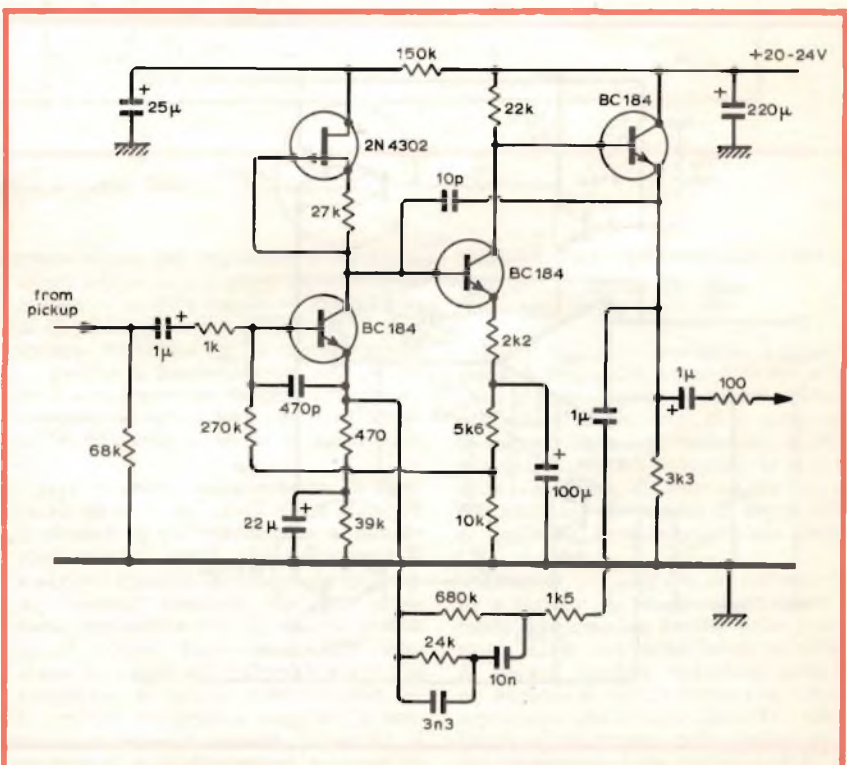 150k
+20-24V
25µ
+
22k
BC184
+
220µ
2N4302
10p
27k
BC184
from
pickup
BC184
1µ
+
1k
2k2
470p
1µ
1µ
+
100
270k
470
5k6
+
68k
100µ
3k3
22µ
+
39k
10k
680k
1k5
24k
10n
3n3